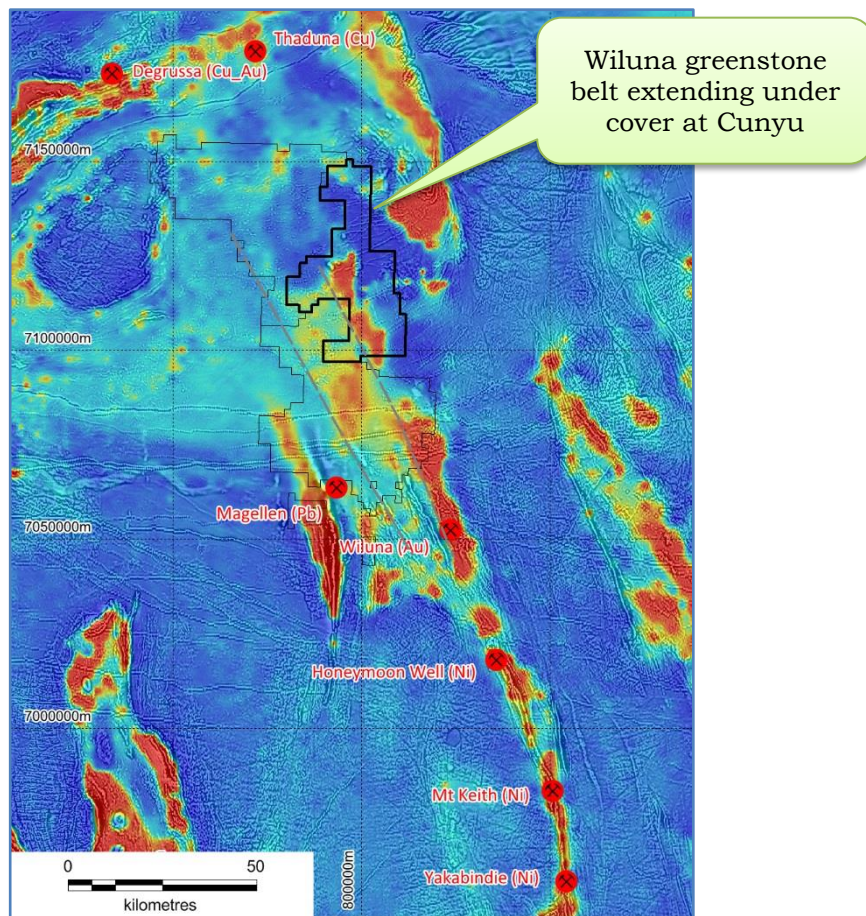 Thaduna (Cu)
Degrussa (Cu_Au)
Wiluna greenstone
belt extending under
cover at Cunyu
7150000m
7100000m
7050000m
Magellen (Pb)
Wiluna (Au)
Honeymoon Well (Ni)
7000000m
Mt Keith (Ni)
Yakabindie (Ni)
0 50
kilometres
800000m